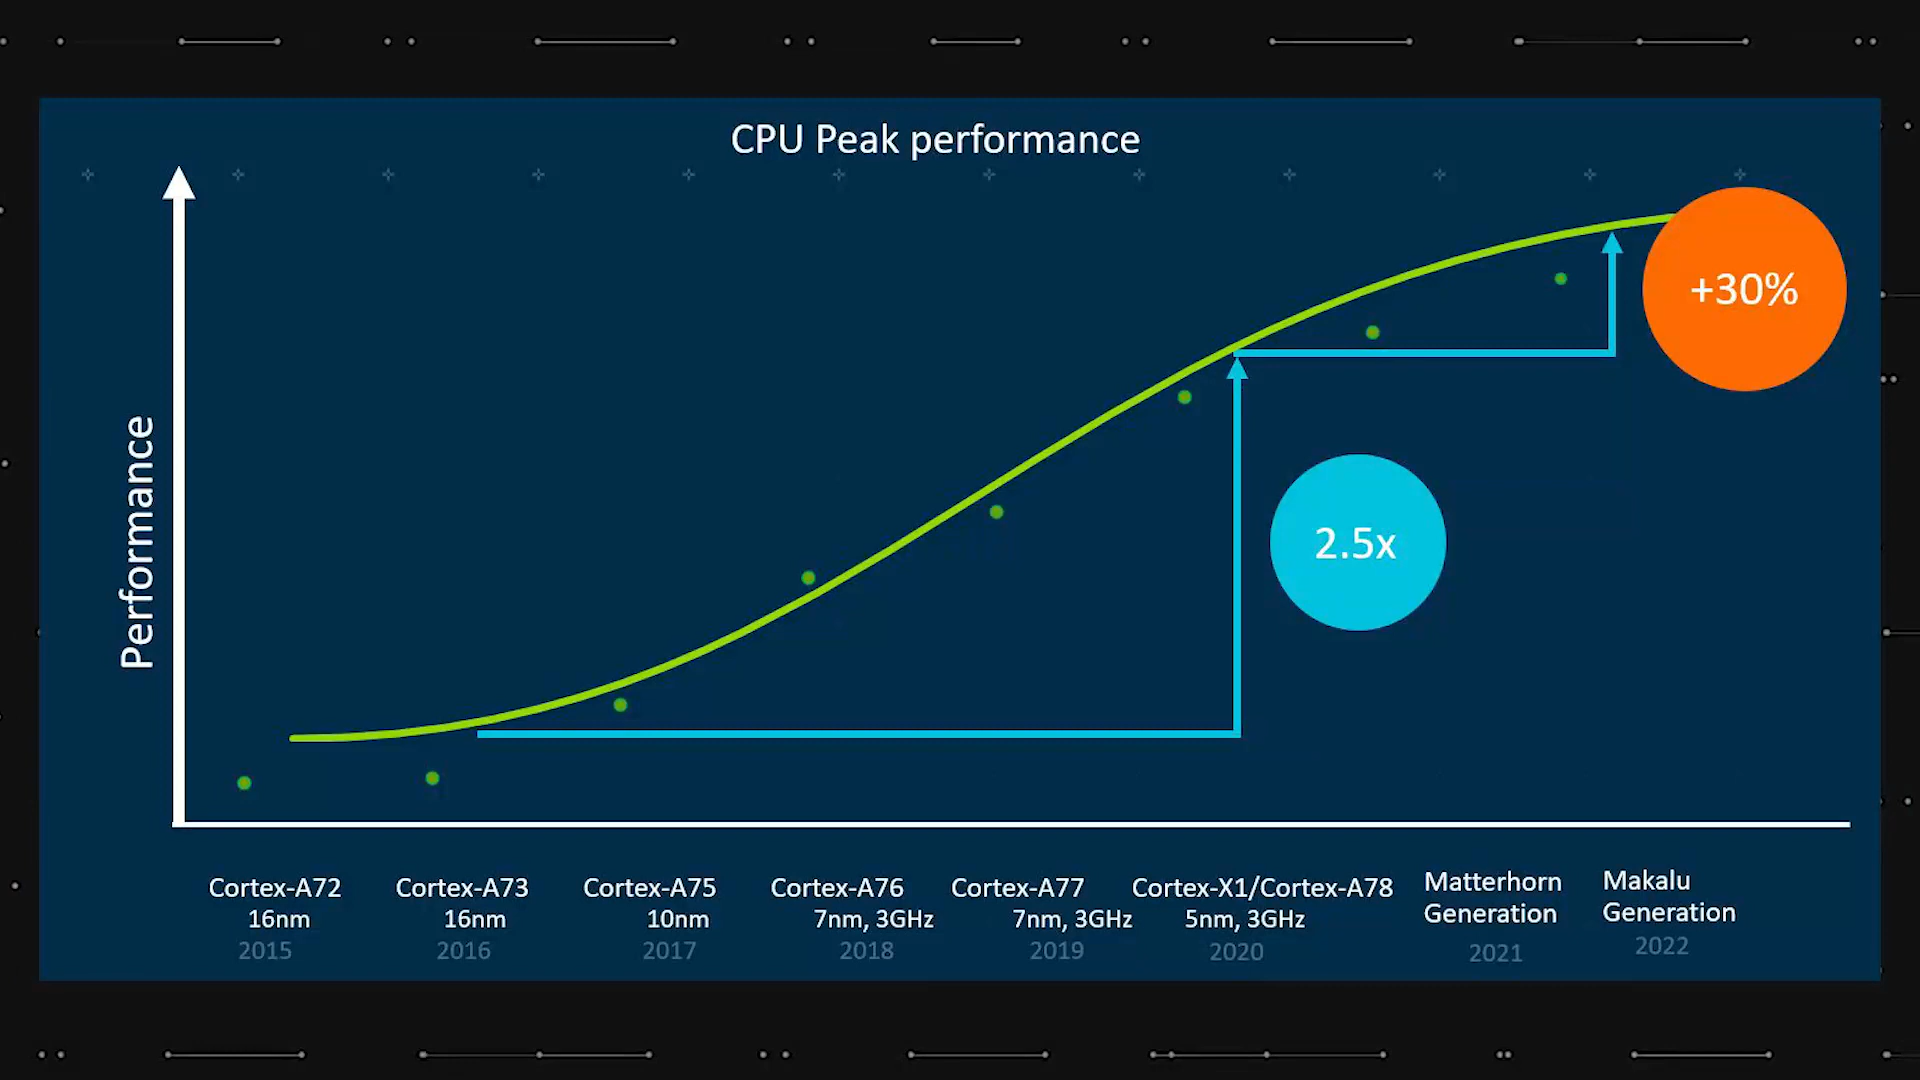 CPU Peak performance
Performance
+30%
2.5x
Cortex-A72
16nm
2015
Cortex-A73
16nm
2016
Cortex-A75
10nm
2017
Cortex-A76
7nm, 3GHz
2018
Cortex-A77
7nm, 3GHz
2019
Cortex-X1/Cortex-A78
5nm, 3GHz
2020
Matterhorn
Generation
2021
Makalu
Generation
2022